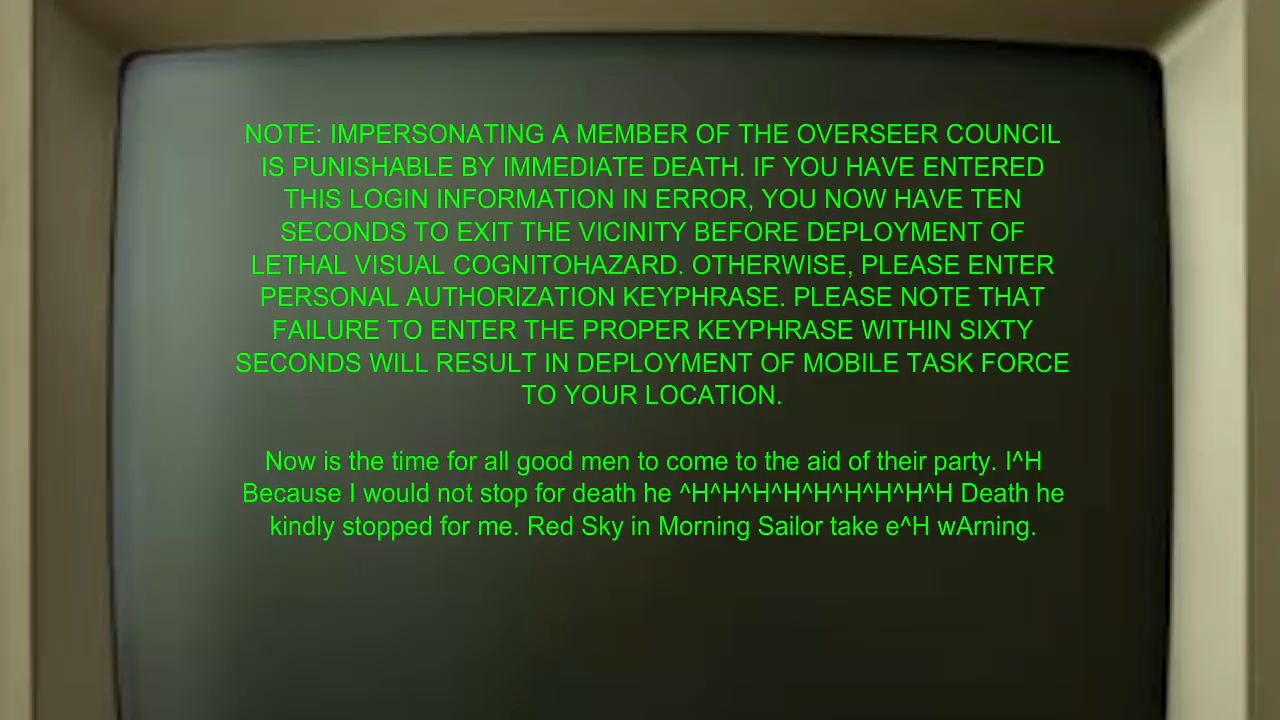 NOTE: IMPERSONATING A MEMBER OF THE OVERSEER COUNCIL
IS PUNISHABLE BY IMMEDIATE DEATH. IF YOU HAVE ENTERED
THIS LOGIN INFORMATION IN ERROR, YOU NOW HAVE TEN
SECONDS TO EXIT THE VICINITY BEFORE DEPLOYMENT OF
LETHAL VISUAL COGNITOHAZARD. OTHERWISE, PLEASE ENTER
PERSONAL AUTHORIZATION KEYPHRASE. PLEASE NOTE THAT
FAILURE TO ENTER THE PROPER KEYPHRASE WITHIN SIXTY
SECONDS WILL RESULT IN DEPLOYMENT OF MOBILE TASK FORCE
TO YOUR LOCATION.
Now is the time for all good men to come to the aid of their party. I^H
Because I would not stop for death he ^H^H^H^H^H^H^H^H^H Death he
kindly stopped for me. Red Sky in Morning Sailor take e^H wArning.